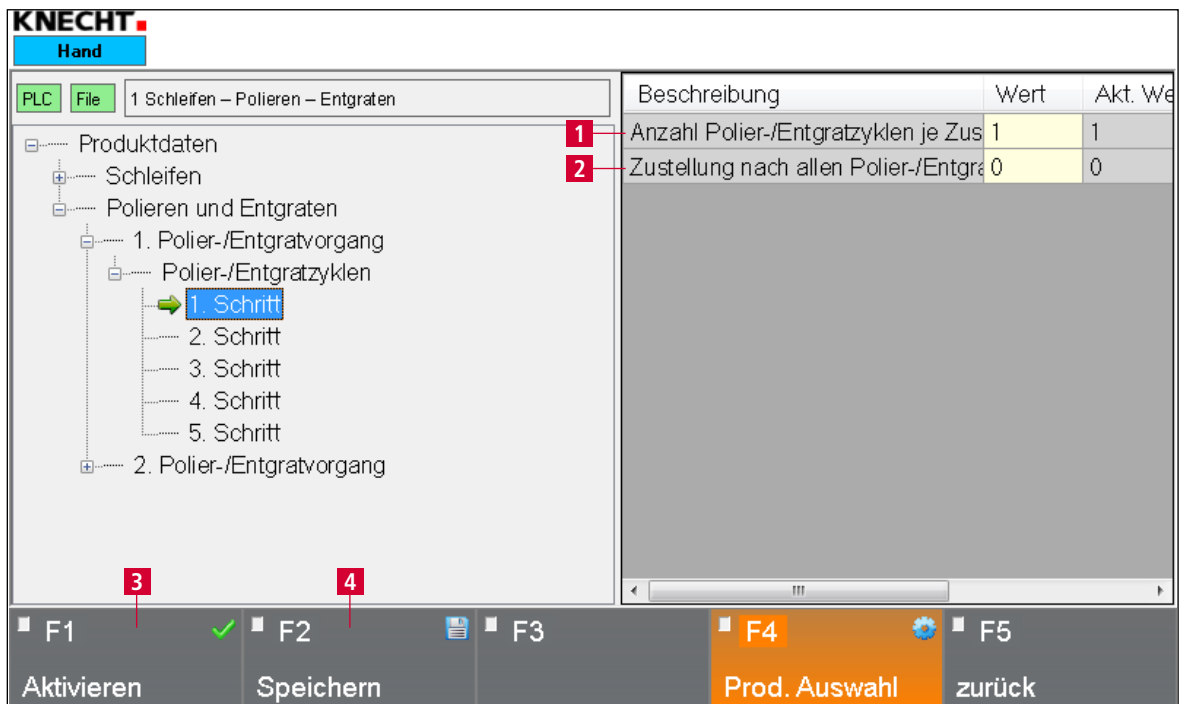 KNECHT
Hand
PLC File 1 Schleifen – Polieren – Entgraten
Produktdaten
Schleifen
Polieren und Entgraten
1. Polier-/Entgratvorgang
Polier-/Entgratzyklen
1. Schritt
2. Schritt
3. Schritt
4. Schritt
5. Schritt
2. Polier-/Entgratvorgang
Beschreibung Wert Akt. We
1 Anzahl Polier-/Entgratzyklen je Zus 1 1
2 Zustellung nach allen Polier-/Entgra 0 0
3 4
F1 F2 F3 F4 F5
Aktivieren Speichern Prod. Auswahl zurück